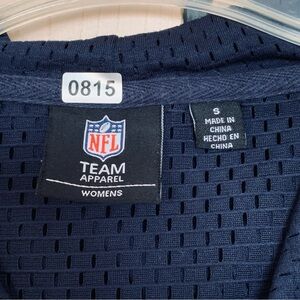 0815
NFL
TEAM
APPAREL
WOMENS
S
MADE IN
CHINA
HECHO EN
CHINA